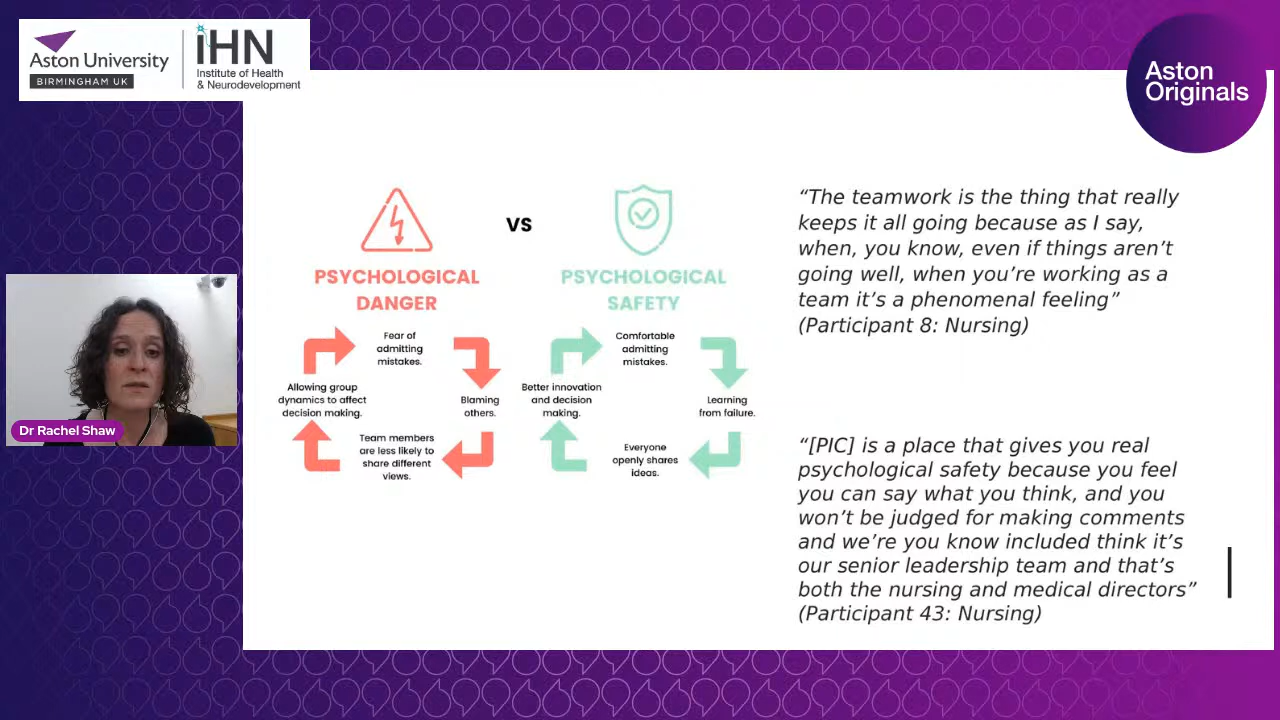 Aston University
BIRMINGHAM UK
iHN
Institute of Health
& Neurodevelopment
Aston
Originals
VS
PSYCHOLOGICAL
DANGER
Fear of
admitting
mistakes.
Blaming
others.
Team members
are less likely to
share different
views.
Allowing group
dynamics to affect
decision making.
PSYCHOLOGICAL
SAFETY
Comfortable
admitting
mistakes.
Learning
from failure.
Everyone
openly shares
ideas.
Better innovation
and decision
making.
“The teamwork is the thing that really
keeps it all going because as I say,
when, you know, even if things aren’t
going well, when you’re working as a
team it’s a phenomenal feeling”
(Participant 8: Nursing)
“[PIC] is a place that gives you real
psychological safety because you feel
you can say what you think, and you
won’t be judged for making comments
and we’re you know included think it’s
our senior leadership team and that’s
both the nursing and medical directors”
(Participant 43: Nursing)
Dr Rachel Shaw